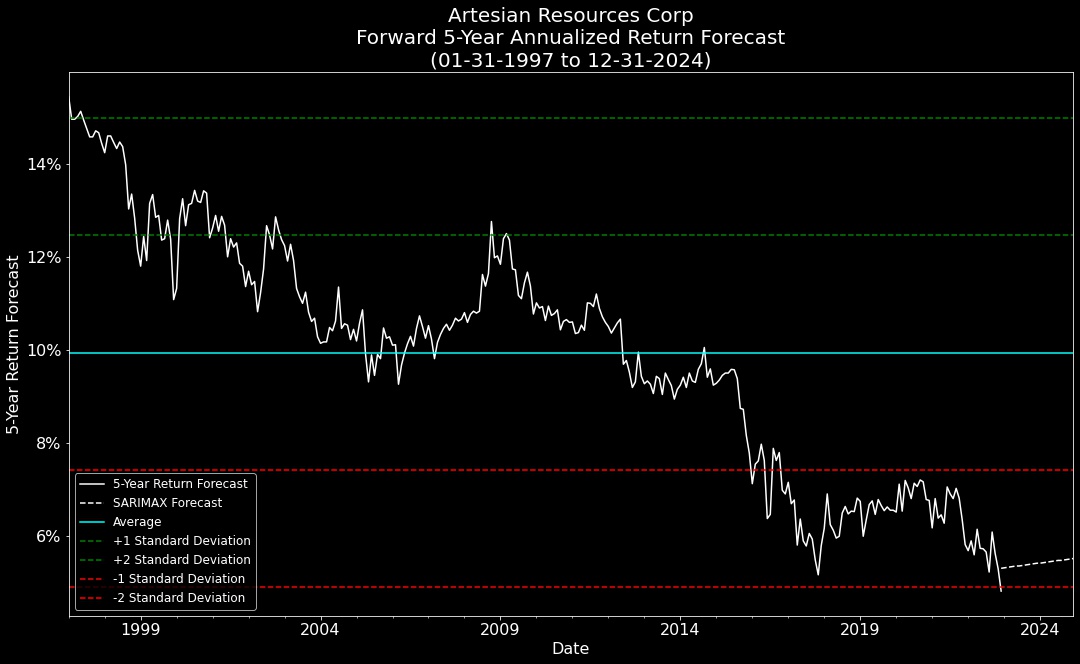 Artesian Resources Corp
Forward 5-Year Annualized Return Forecast
(01-31-1997 to 12-31-2024)
5-Year Return Forecast
14%
12%
10%
8%
6%
5-Year Return Forecast
SARIMAX Forecast
Average
+1 Standard Deviation
+2 Standard Deviation
-1 Standard Deviation
-2 Standard Deviation
1999 2004 2009 2014 2019 2024
Date